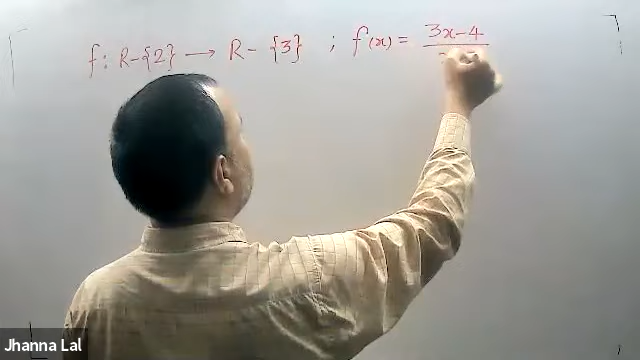 f: R-{2} → R- {3} ; f(x) = 3x-4
Jhanna Lal